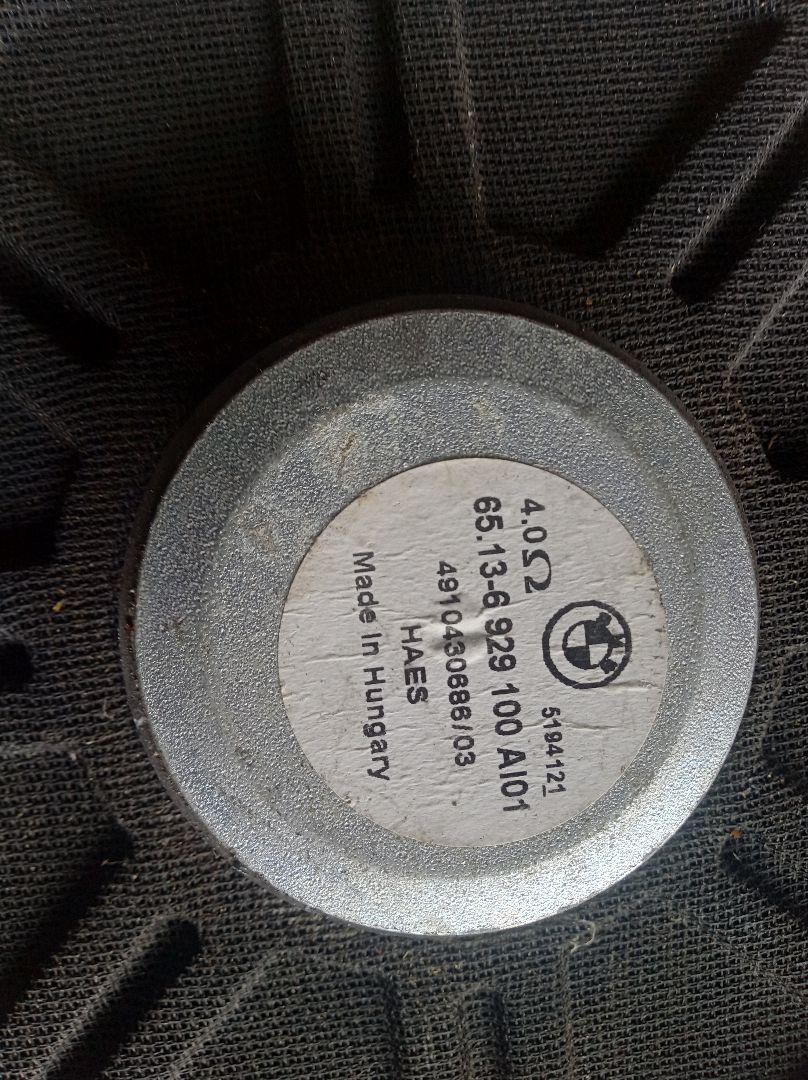 4.0Ω
5194121
65.13-6 929 100 AI01
4910430686/03
HAES
Made In Hungary